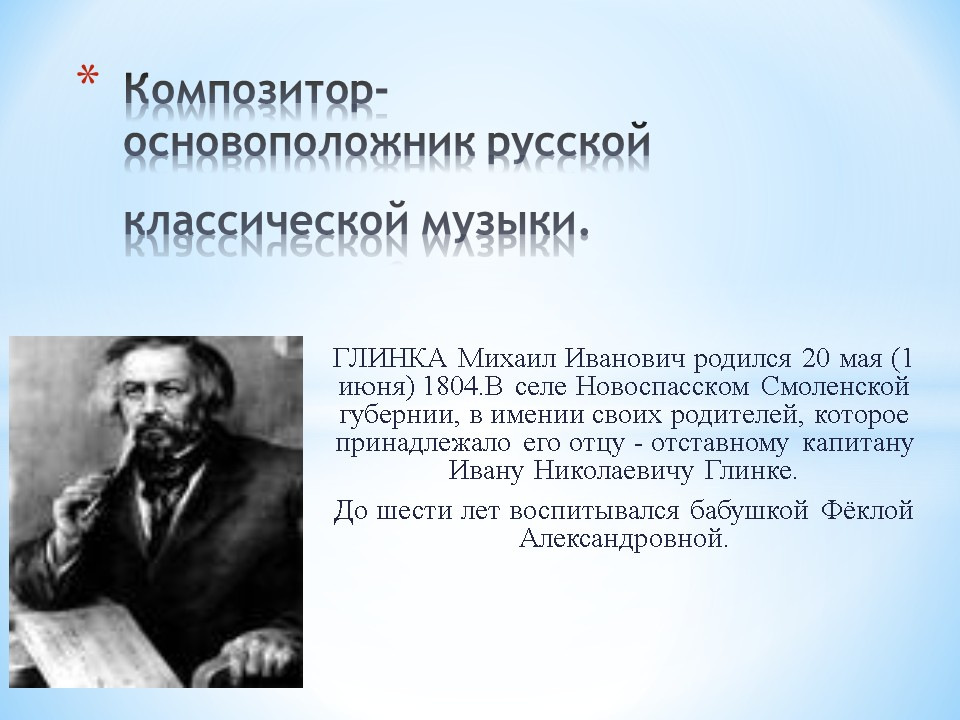 * Композитор-
основоположник русской
классической музыки.
ГЛИНКА Михаил Иванович родился 20 мая (1
июня) 1804.В селе Новоспасском Смоленской
губернии, в имении своих родителей, которое
принадлежало его отцу - отставному капитану
Ивану Николаевичу Глинке.
До шести лет воспитывался бабушкой Фёклой
Александровной.